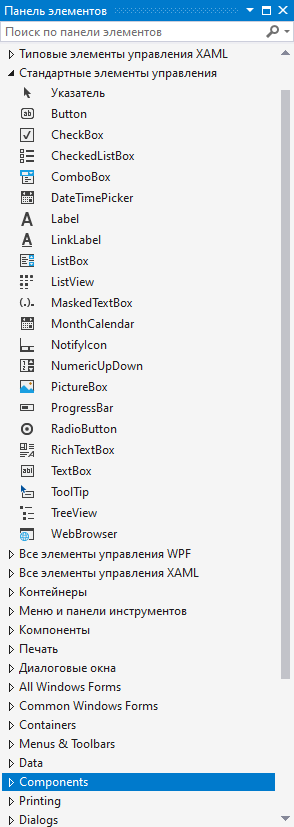 Панель элементов
Поиск по панели элементов
Типовые элементы управления XAML
Стандартные элементы управления
Указатель
Button
CheckBox
CheckedListBox
ComboBox
DateTimePicker
Label
LinkLabel
ListBox
ListView
MaskedTextBox
MonthCalendar
NotifyIcon
NumericUpDown
PictureBox
ProgressBar
RadioButton
RichTextBox
TextBox
ToolTip
TreeView
WebBrowser
Все элементы управления WPF
Все элементы управления XAML
Контейнеры
Меню и панели инструментов
Компоненты
Печать
Диалоговые окна
All Windows Forms
Common Windows Forms
Containers
Menus & Toolbars
Data
Components
Printing
Dialogs